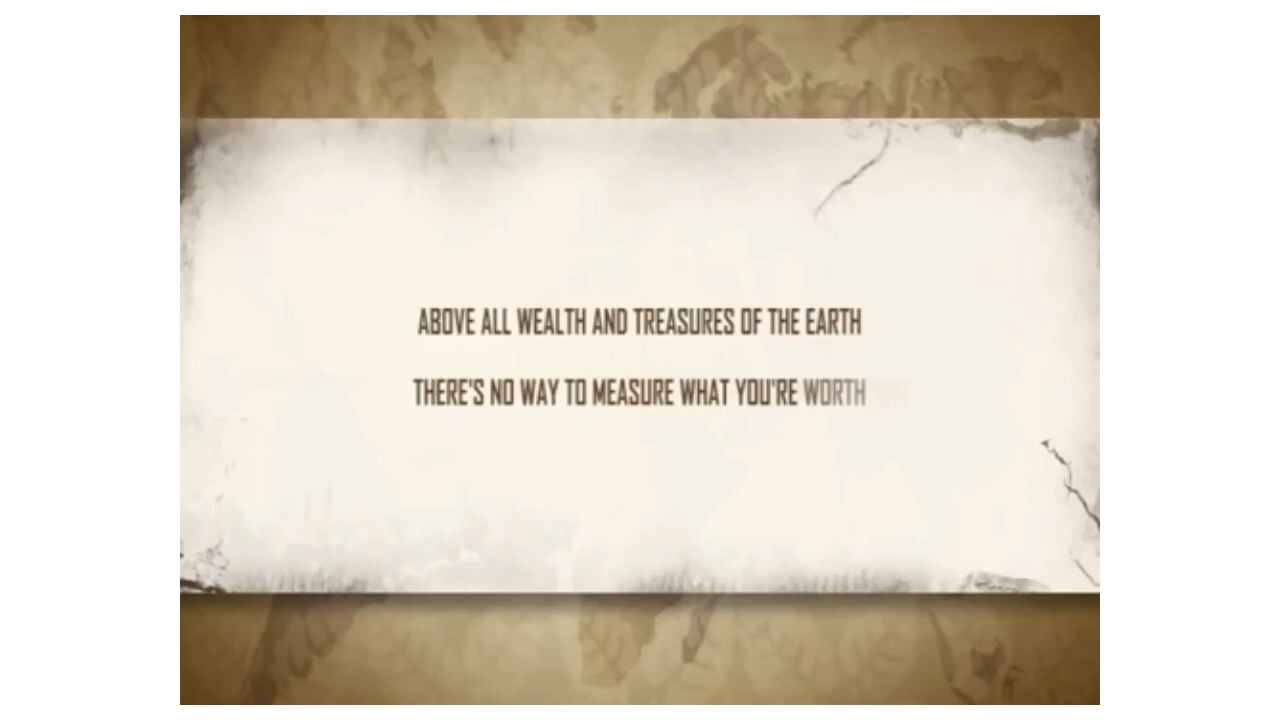 ABOVE ALL WEALTH AND TREASURES OF THE EARTH
THERE'S NO WAY TO MEASURE WHAT YOU'RE WORTH